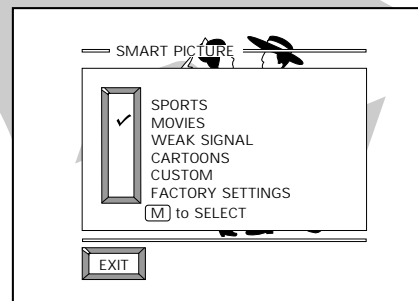 SMART PICTURE
SPORTS
✓ MOVIES
WEAK SIGNAL
CARTOONS
CUSTOM
FACTORY SETTINGS
M to SELECT
EXIT